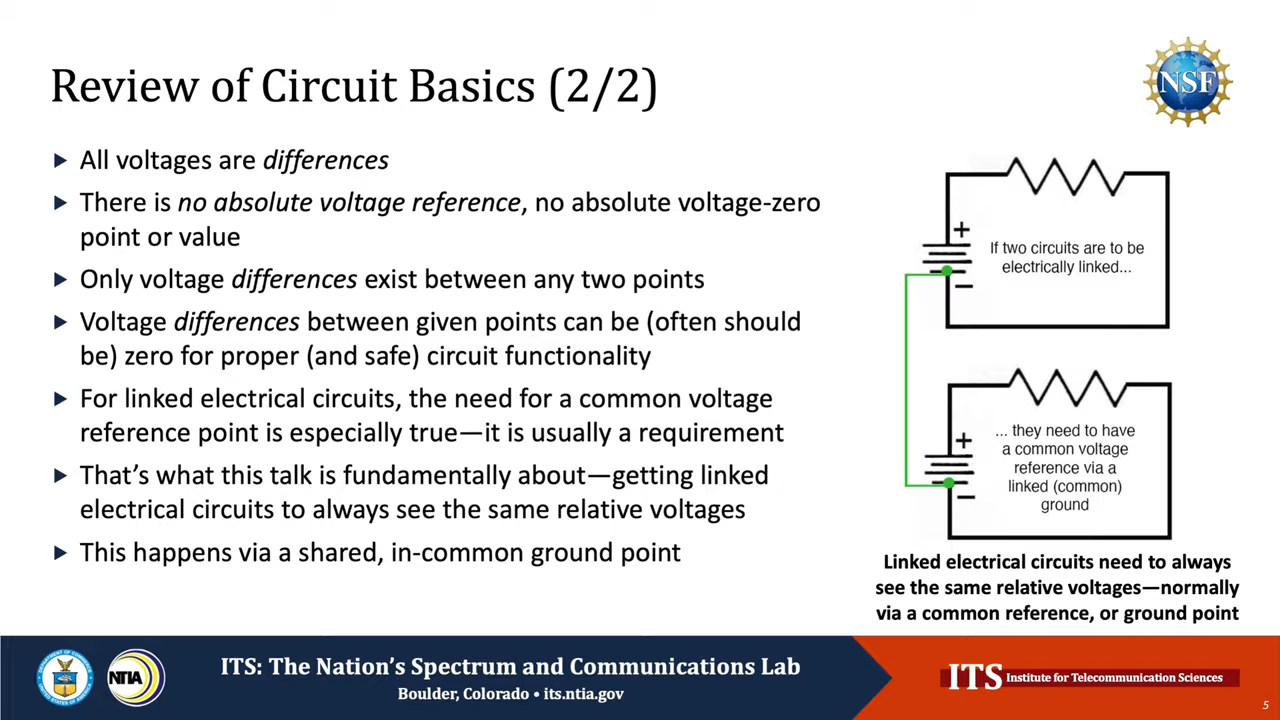 Review of Circuit Basics (2/2)
NSF
All voltages are differences
There is no absolute voltage reference, no absolute voltage-zero
point or value
Only voltage differences exist between any two points
Voltage differences between given points can be (often should
be) zero for proper (and safe) circuit functionality
For linked electrical circuits, the need for a common voltage
reference point is especially true—it is usually a requirement
That’s what this talk is fundamentally about—getting linked
electrical circuits to always see the same relative voltages
This happens via a shared, in-common ground point
+
If two circuits are to be
electrically linked...
−
+
... they need to have
a common voltage
reference via a
linked (common)
ground
−
Linked electrical circuits need to always
see the same relative voltages—normally
via a common reference, or ground point
NTIA
ITS: The Nation’s Spectrum and Communications Lab
Boulder, Colorado • its.ntia.gov
ITS Institute for Telecommunication Sciences
5